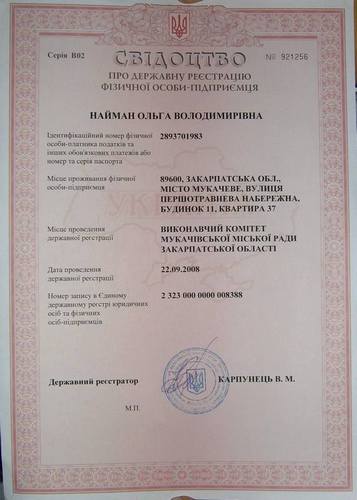 Серія В02
СВІДОЦТВО
№ 921256
ПРО ДЕРЖАВНУ РЕЄСТРАЦІЮ
ФІЗИЧНОЇ ОСОБИ-ПІДПРИЄМЦЯ
НАЙМАН ОЛЬГА ВОЛОДИМИРІВНА
Ідентифікаційний номер фізичної
особи-платника податків та
інших обов'язкових платежів або
номер та серія паспорта
2893701983
Місце проживання фізичної
особи-підприємця
89600, ЗАКАРПАТСЬКА ОБЛ.,
МІСТО МУКАЧЕВЕ, ВУЛИЦЯ
ПЕРШОТРАВНЕВА НАБЕРЕЖНА,
БУДИНОК 11, КВАРТИРА 37
Місце проведення
державної реєстрації
ВИКОНАВЧИЙ КОМІТЕТ
МУКАЧІВСЬКОЇ МІСЬКОЇ РАДИ
ЗАКАРПАТСЬКОЇ ОБЛАСТІ
Дата проведення
державної реєстрації
22.09.2008
Номер запису в Єдиному
державному реєстрі юридичних
осіб та фізичних
осіб-підприємців
2 323 000 0000 008388
Державний реєстратор
КАРПУНЕЦЬ В. М.
М.П.